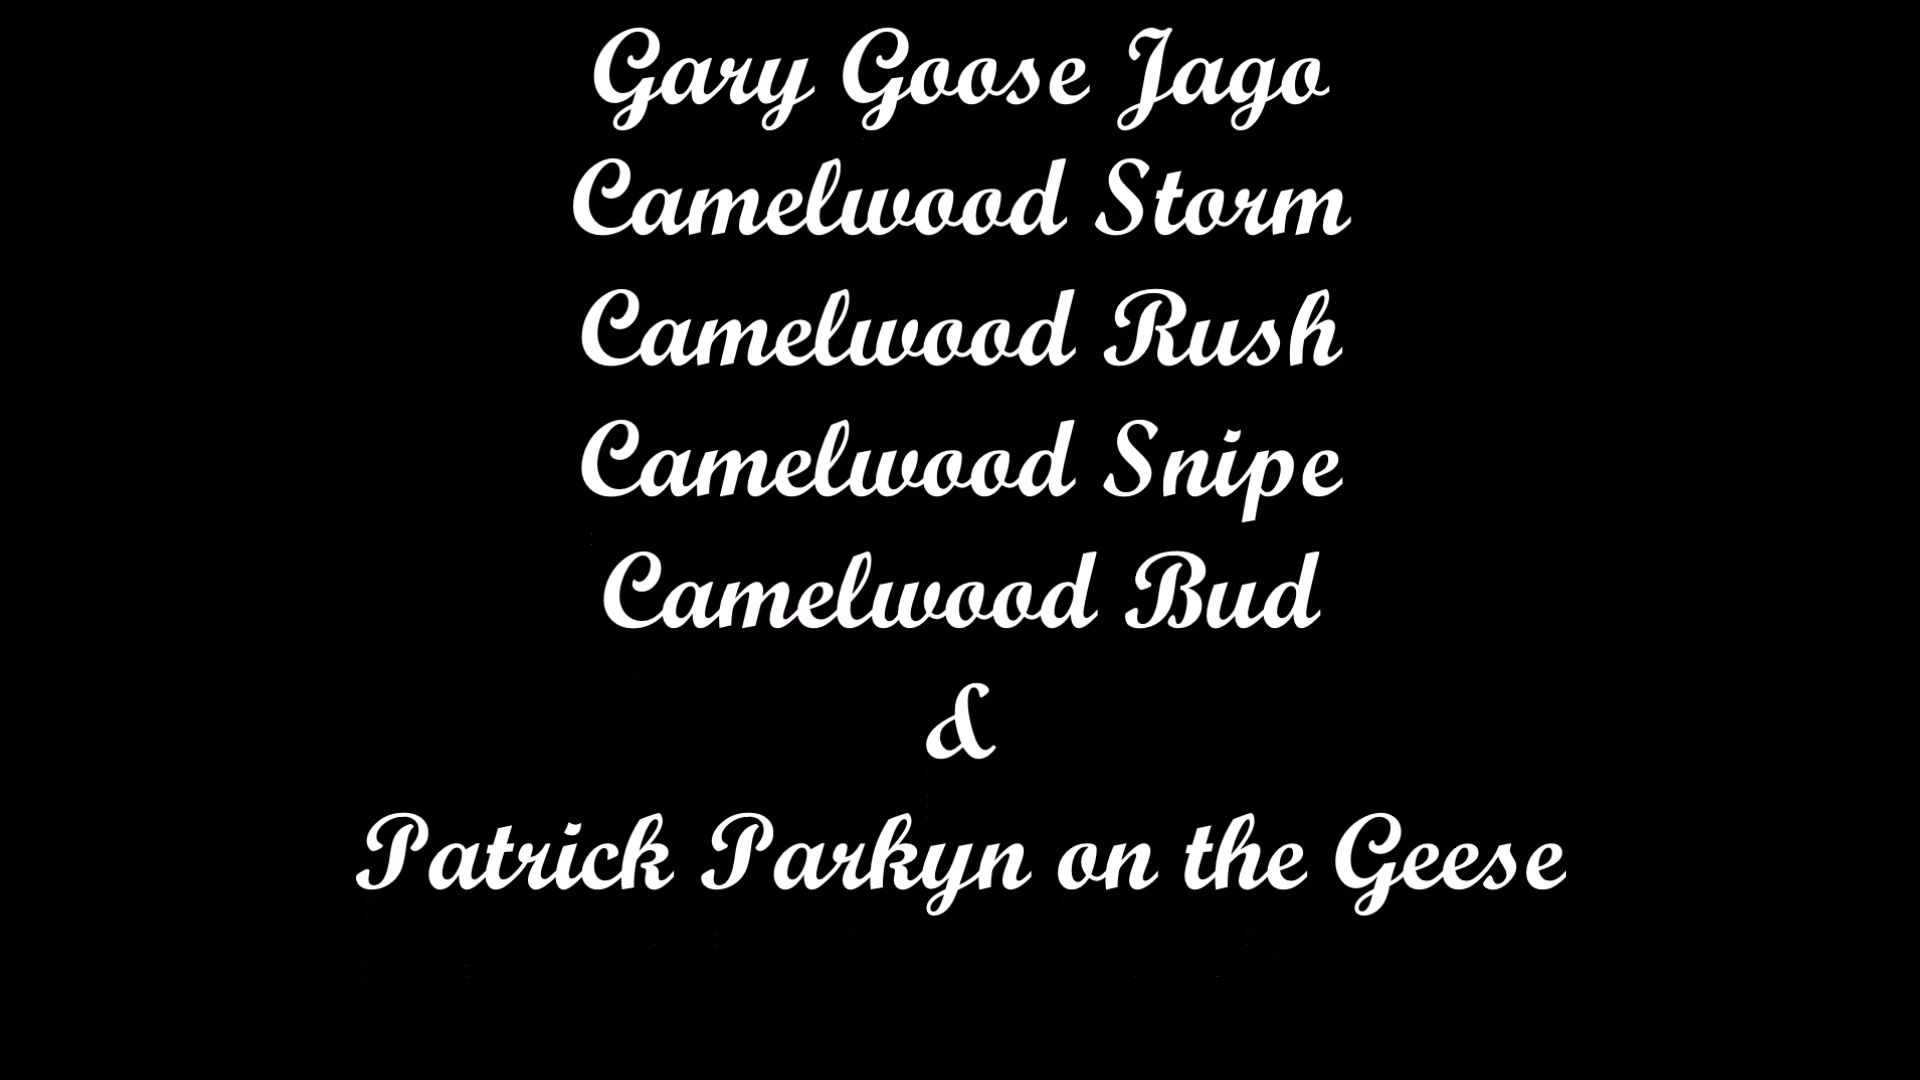 Gary Goose Jago
Camelwood Storm
Camelwood Rush
Camelwood Snipe
Camelwood Bud
&
Patrick Parkyn on the Geese